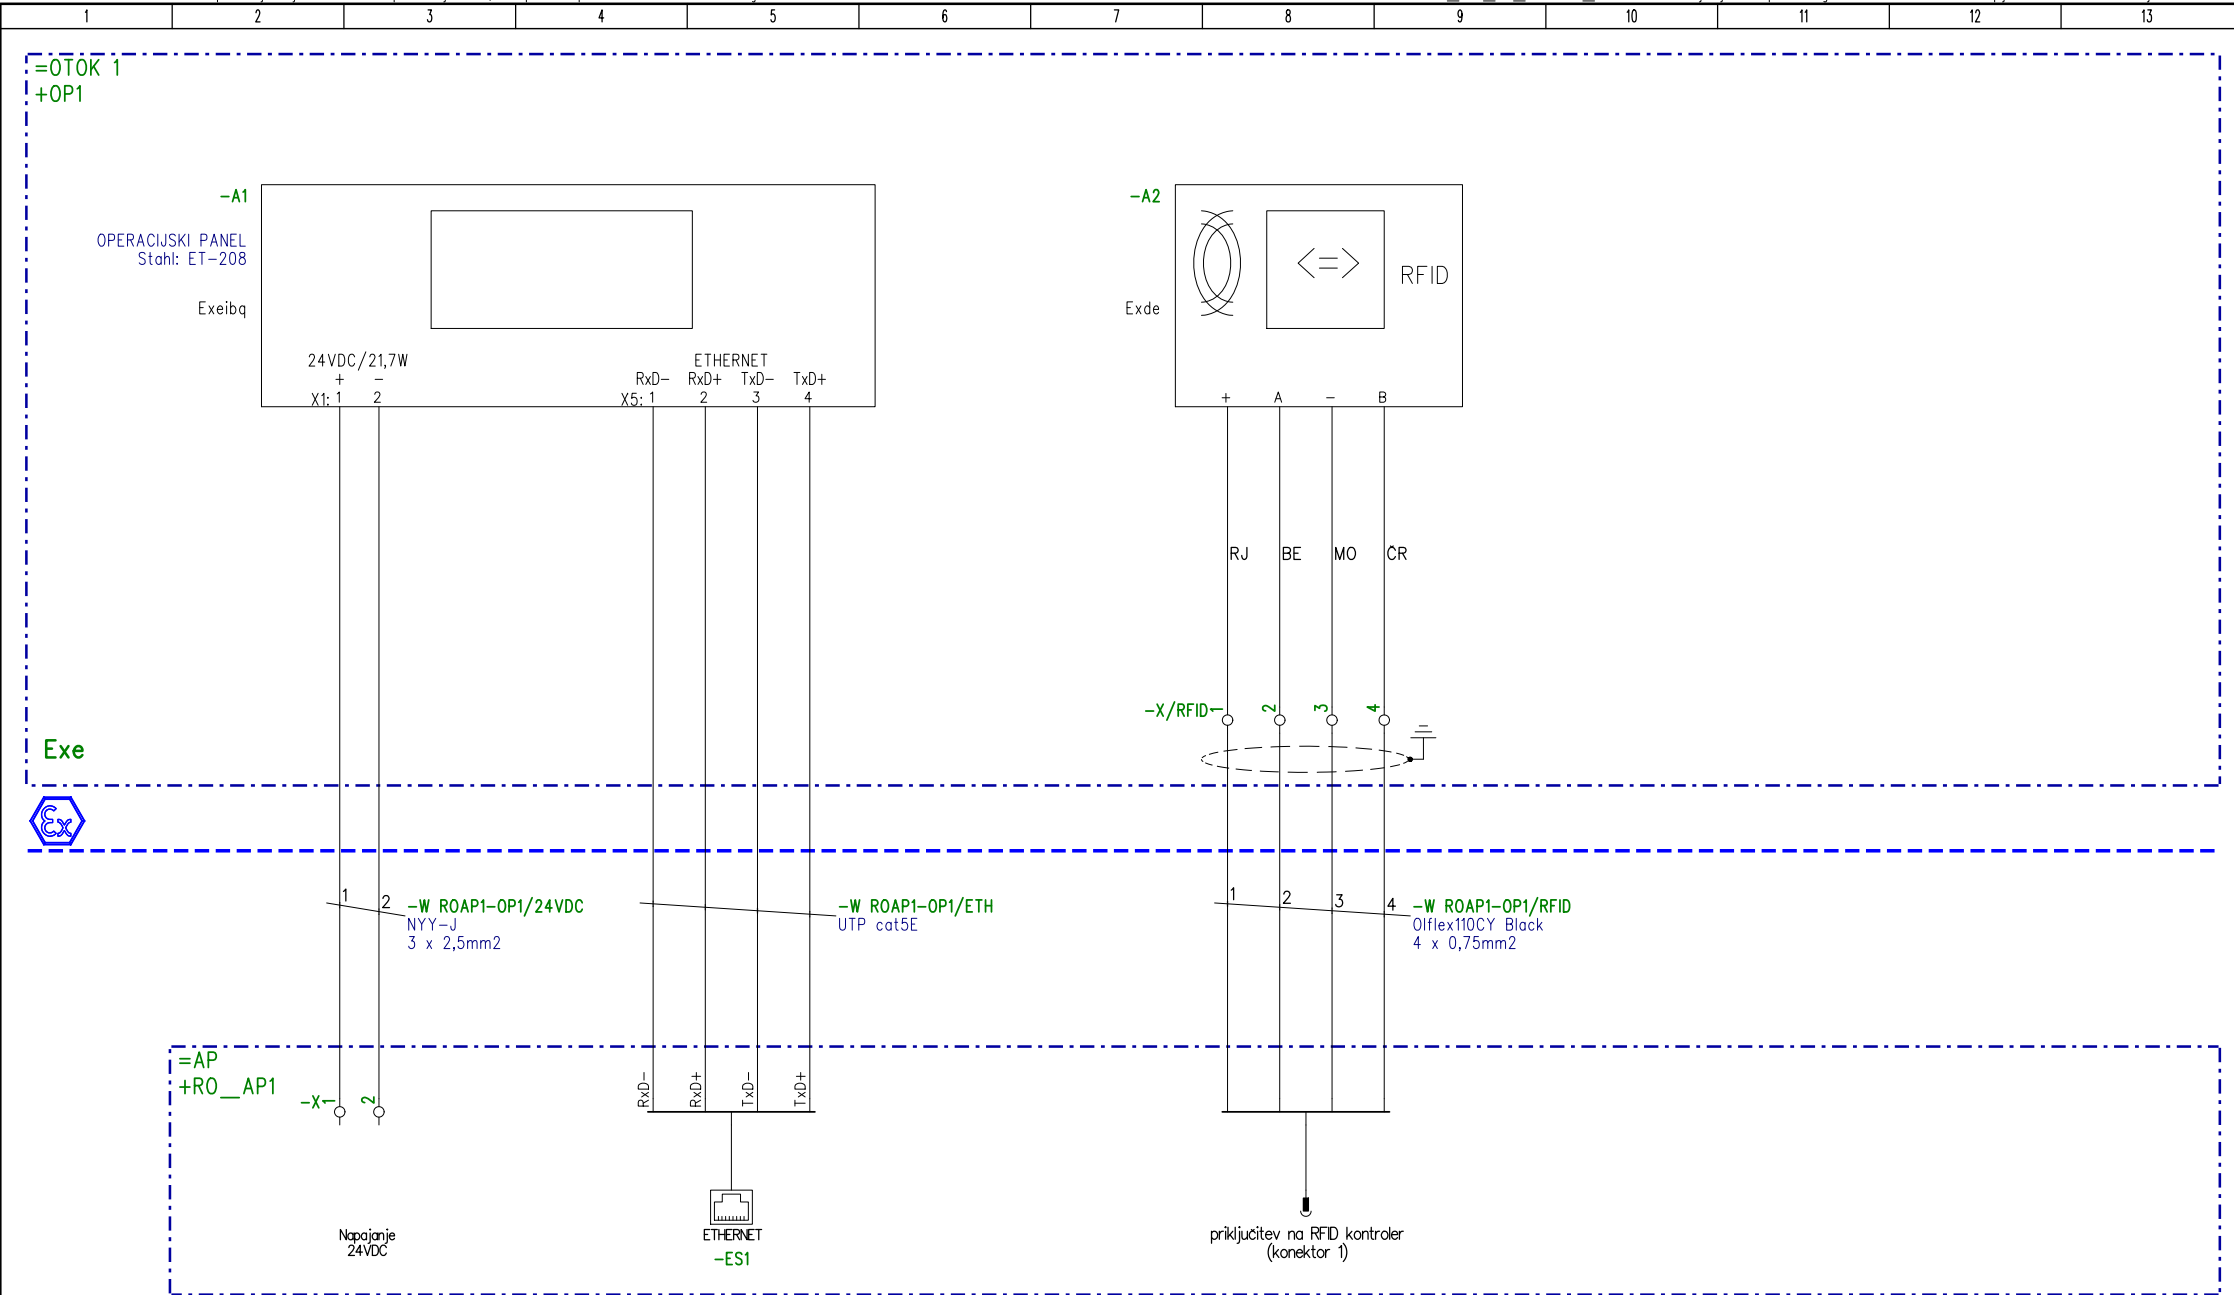 1 2 3 4 5 6 7 8 9 10 11 12 13
=OTOK 1
+OP1
-A1
OPERACIJSKI PANEL
Stahl: ET-208
Exeibq
24VDC/21,7W
+ -
X1: 1 2
ETHERNET
RxD- RxD+ TxD- TxD+
X5: 1 2 3 4
-A2
Exde
RFID
<=>
+ A - B
RJ BE MO ČR
-X/RFID 1 2 3 4
Exe
Ex
1 2 -W ROAP1-OP1/24VDC
NYY-J
3 x 2,5mm2
-W ROAP1-OP1/ETH
UTP cat5E
1 2 3 4 -W ROAP1-OP1/RFID
Olflex110CY Black
4 x 0,75mm2
=AP
+RO__AP1
-X 1 2
RxD- RxD+ TxD- TxD+
Napajanje
24VDC
ETHERNET
-ES1
priključitev na RFID kontroler
(konektor 1)